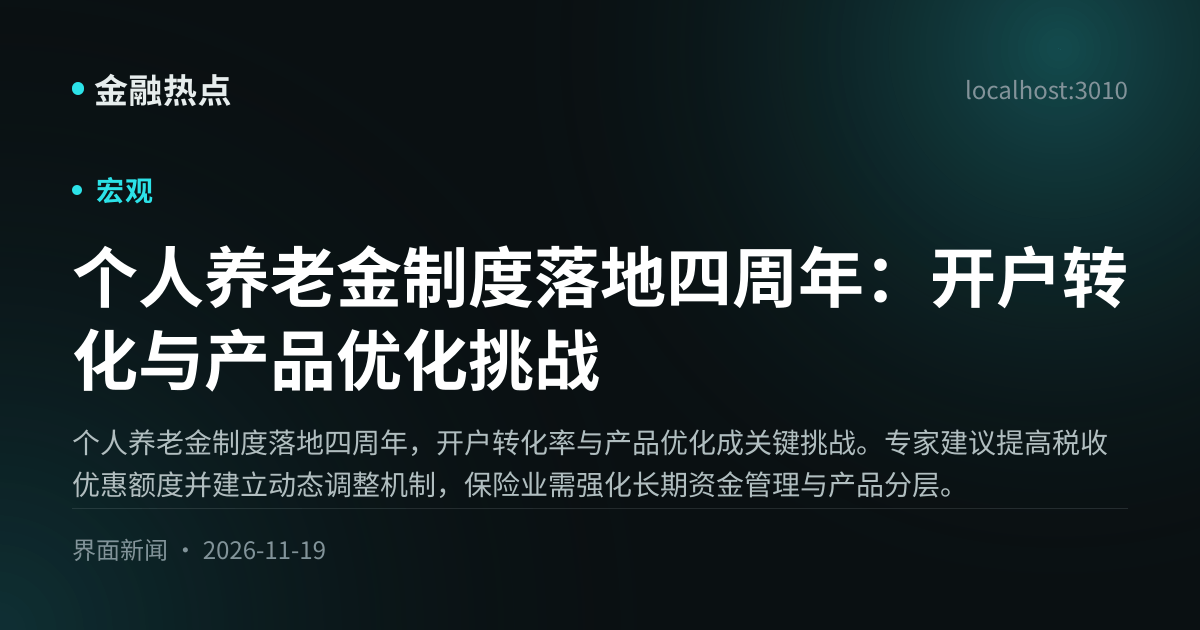 金融热点
localhost:3010
宏观
个人养老金制度落地四周年：开户转
化与产品优化挑战
个人养老金制度落地四周年，开户转化率与产品优化成关键挑战。专家建议提高税收
优惠额度并建立动态调整机制，保险业需强化长期资金管理与产品分层。
界面新闻 · 2026-11-19